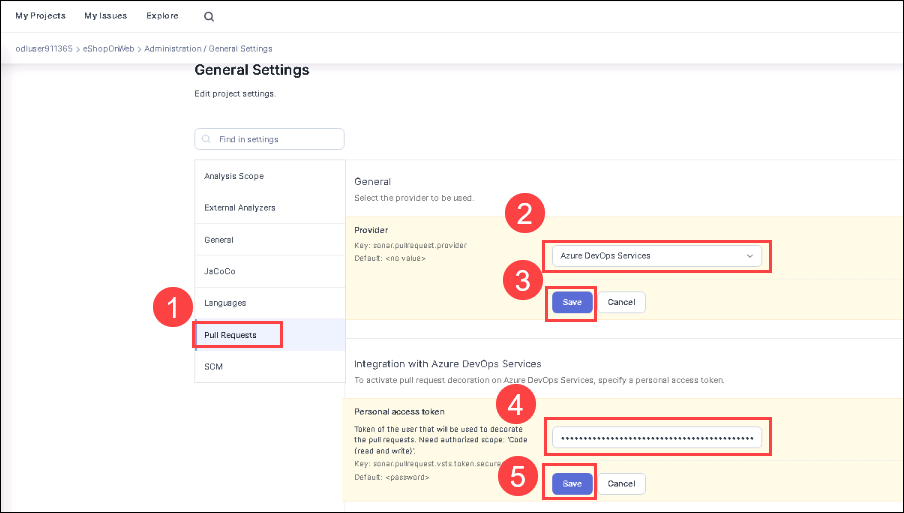 My Projects My Issues Explore
odluser911365 > eShopOnWeb > Administration / General Settings
General Settings
Edit project settings.
Find in settings
Analysis Scope
External Analyzers
General
JaCoCo
Languages
1
Pull Requests
SCM
General
Select the provider to be used.
2
Provider
Key: sonar.pullrequest.provider
Default: <no value>
Azure DevOps Services
3
Save Cancel
Integration with Azure DevOps Services
To activate pull request decoration on Azure DevOps Services, specify a personal access token.
4
Personal access token
Token of the user that will be used to decorate
the pull requests. Need authorized scope: 'Code
(read and write)'.
Key: sonar.pullrequest.vsts.token.secure
Default: <password>
••••••••••••••••••••••••••••••••••••••••••••
5
Save Cancel